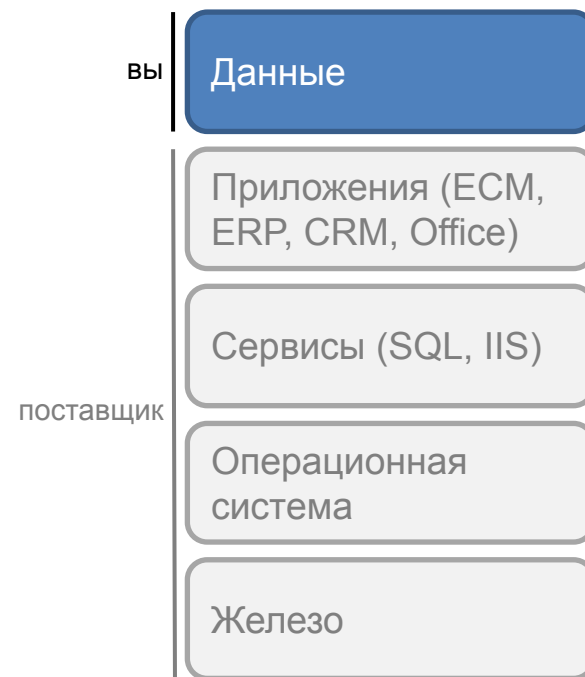 вы
Данные
Приложения (ECM,
ERP, CRM, Office)
Сервисы (SQL, IIS)
поставщик
Операционная
система
Железо